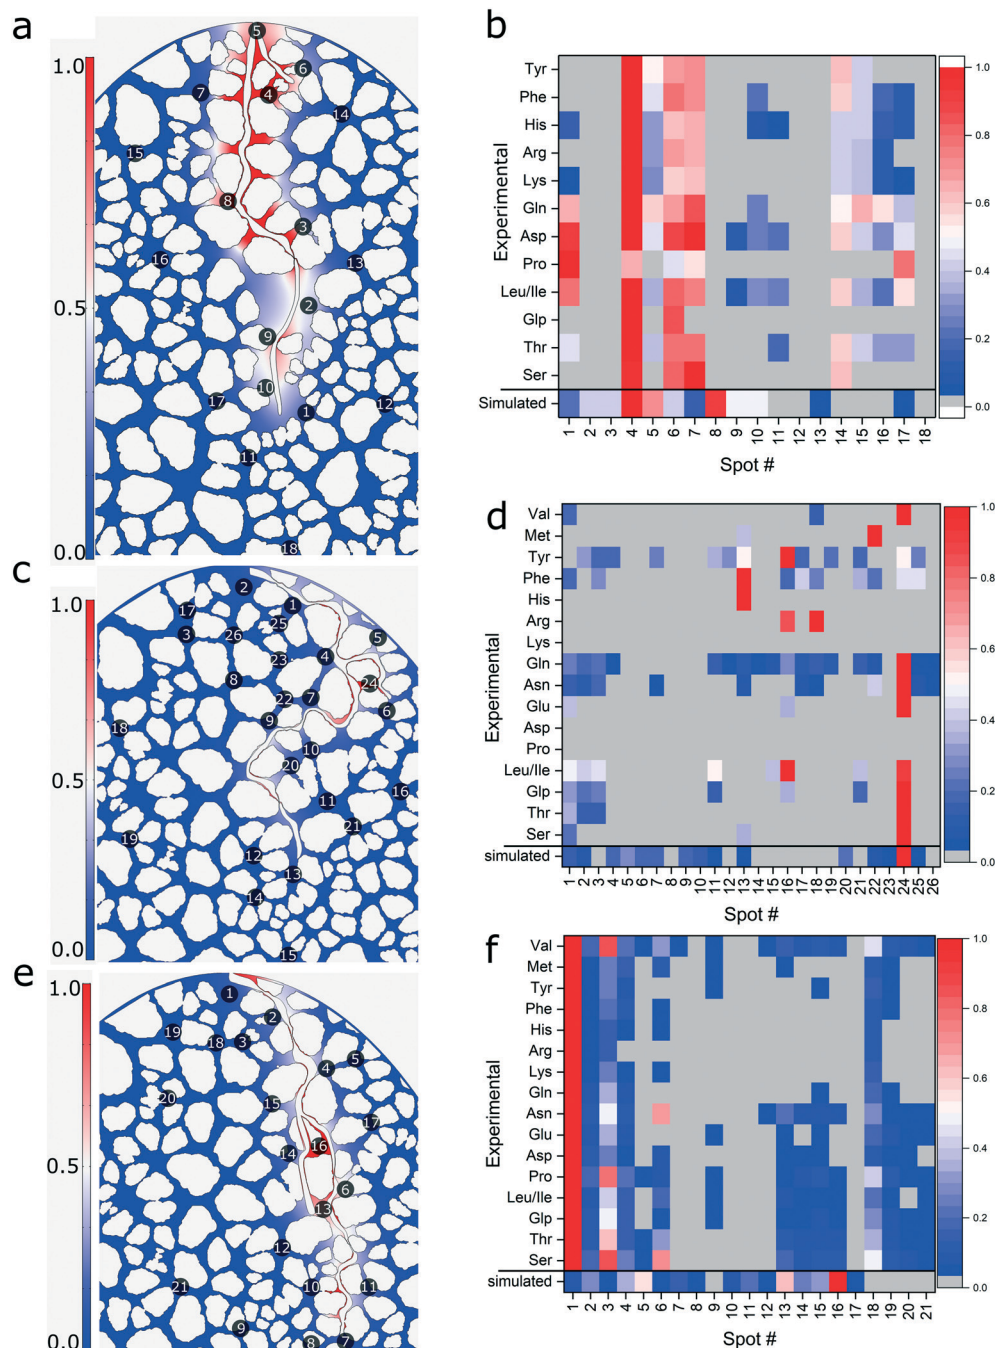 a
1.0
0.5
0.0
5
6
7
4
14
15
8
3
16
13
2
9
10
17
1
12
11
18
b
Experimental
Tyr
Phe
His
Arg
Lys
Gln
Asp
Pro
Leu/Ile
Glp
Thr
Ser
Simulated
1 2 3 4 5 6 7 8 9 10 11 12 13 14 15 16 17 18
Spot #
1.0
0.8
0.6
0.4
0.2
0.0
c
1.0
0.5
0.0
2
17
1
25
3
26
5
23
4
8
24
22
7
6
9
18
10
20
16
11
21
19
12
13
14
15
d
Experimental
Val
Met
Tyr
Phe
His
Arg
Lys
Gln
Asn
Glu
Asp
Pro
Leu/Ile
Glp
Thr
Ser
simulated
1 2 3 4 5 6 7 8 9 10 11 12 13 14 15 16 17 18 19 20 21 22 23 24 25 26
Spot #
1.0
0.8
0.6
0.4
0.2
0.0
e
1.0
0.5
0.0
1
2
19
18
3
5
4
20
15
17
16
14
6
13
12
21
10
11
9
8
7
f
Experimental
Val
Met
Tyr
Phe
His
Arg
Lys
Gln
Asn
Glu
Asp
Pro
Leu/Ile
Glp
Thr
Ser
simulated
1 2 3 4 5 6 7 8 9 10 11 12 13 14 15 16 17 18 19 20 21
Spot #
1.0
0.8
0.6
0.4
0.2
0.0